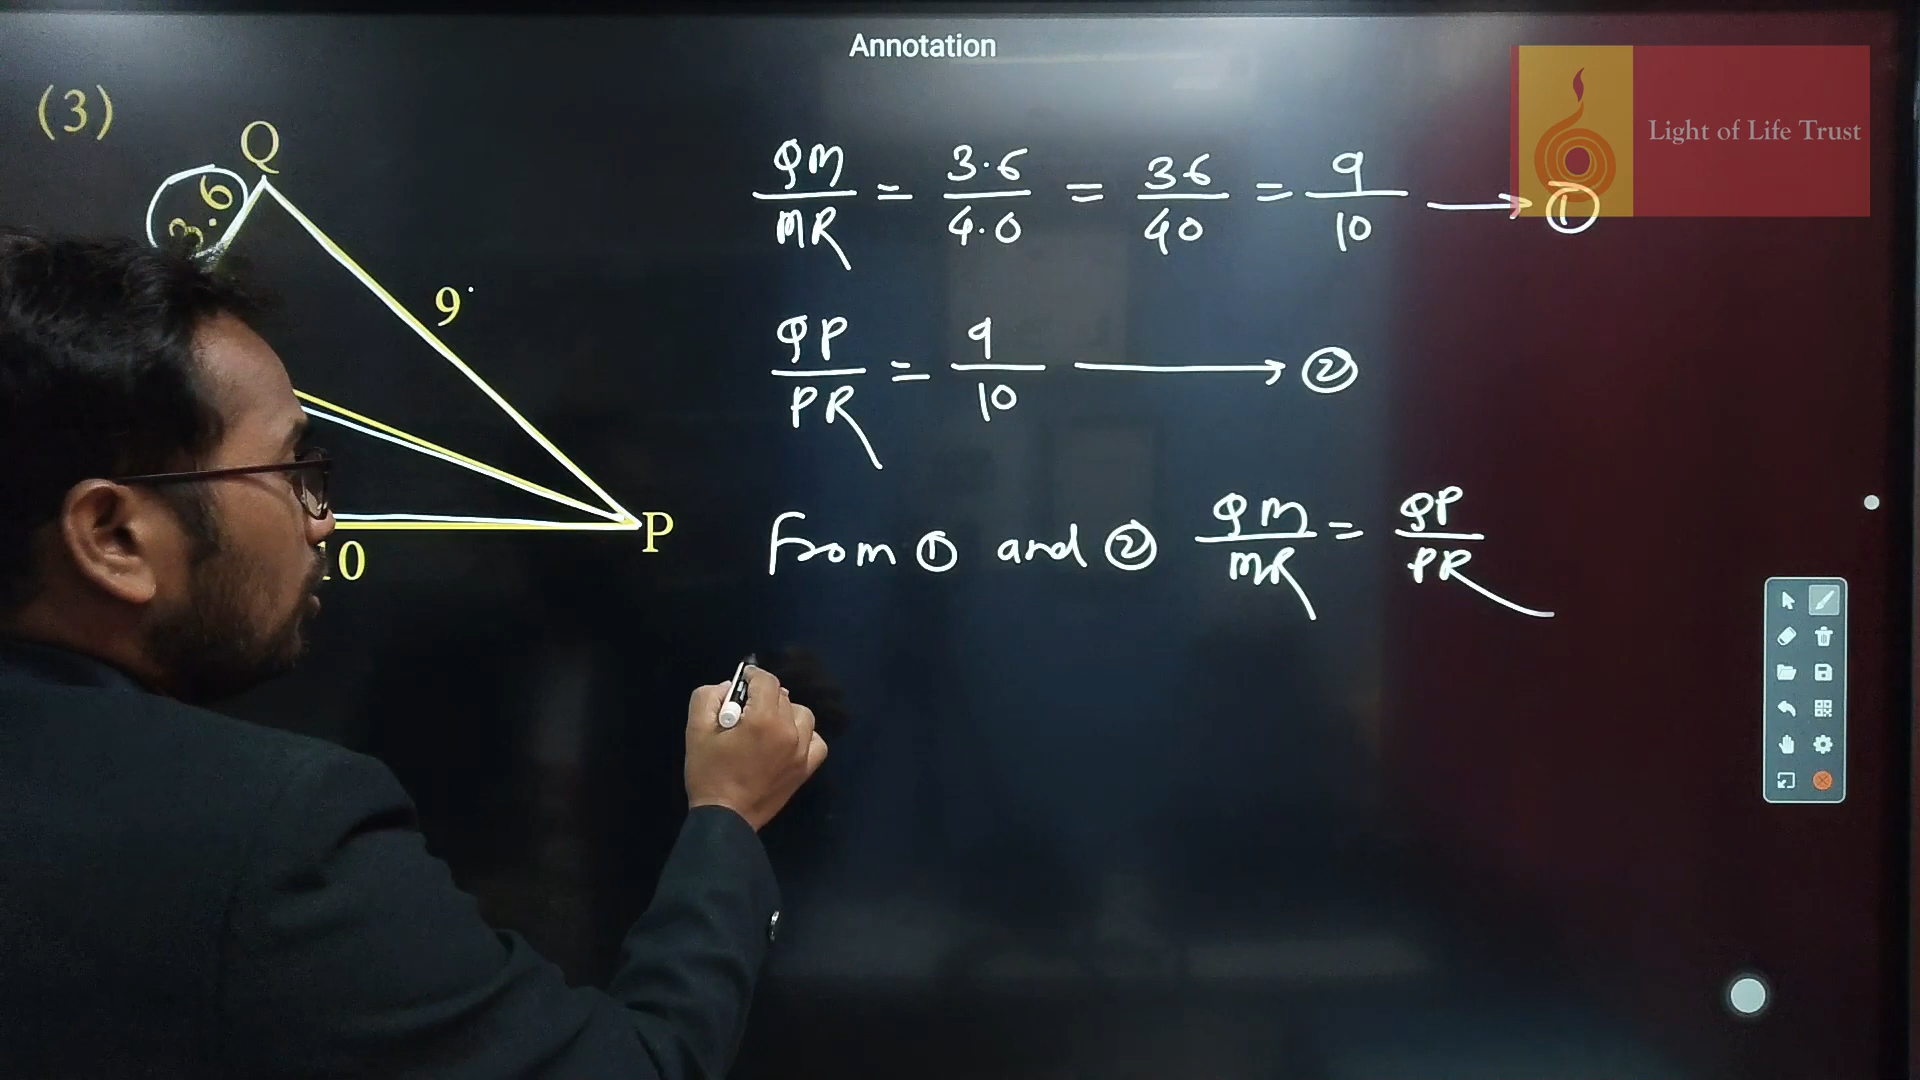 Annotation
Light of Life Trust
(3)
Q
3.6
9
10
P
QM/MR = 3.6/4.0 = 36/40 = 9/10 → ①
QP/PR = 9/10 → ②
From ① and ② QM/MR = QP/PR